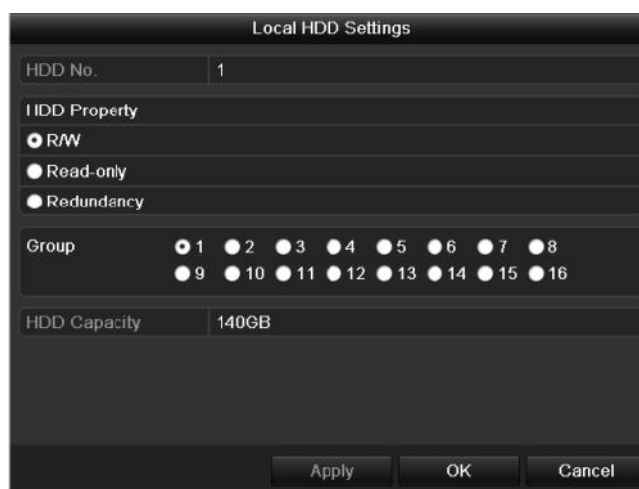 Local HDD Settings
HDD No. 1
HDD Property
R/W
Read-only
Redundancy
Group 1 2 3 4 5 6 7 8
9 10 11 12 13 14 15 16
HDD Capacity 140GB
Apply OK Cancel